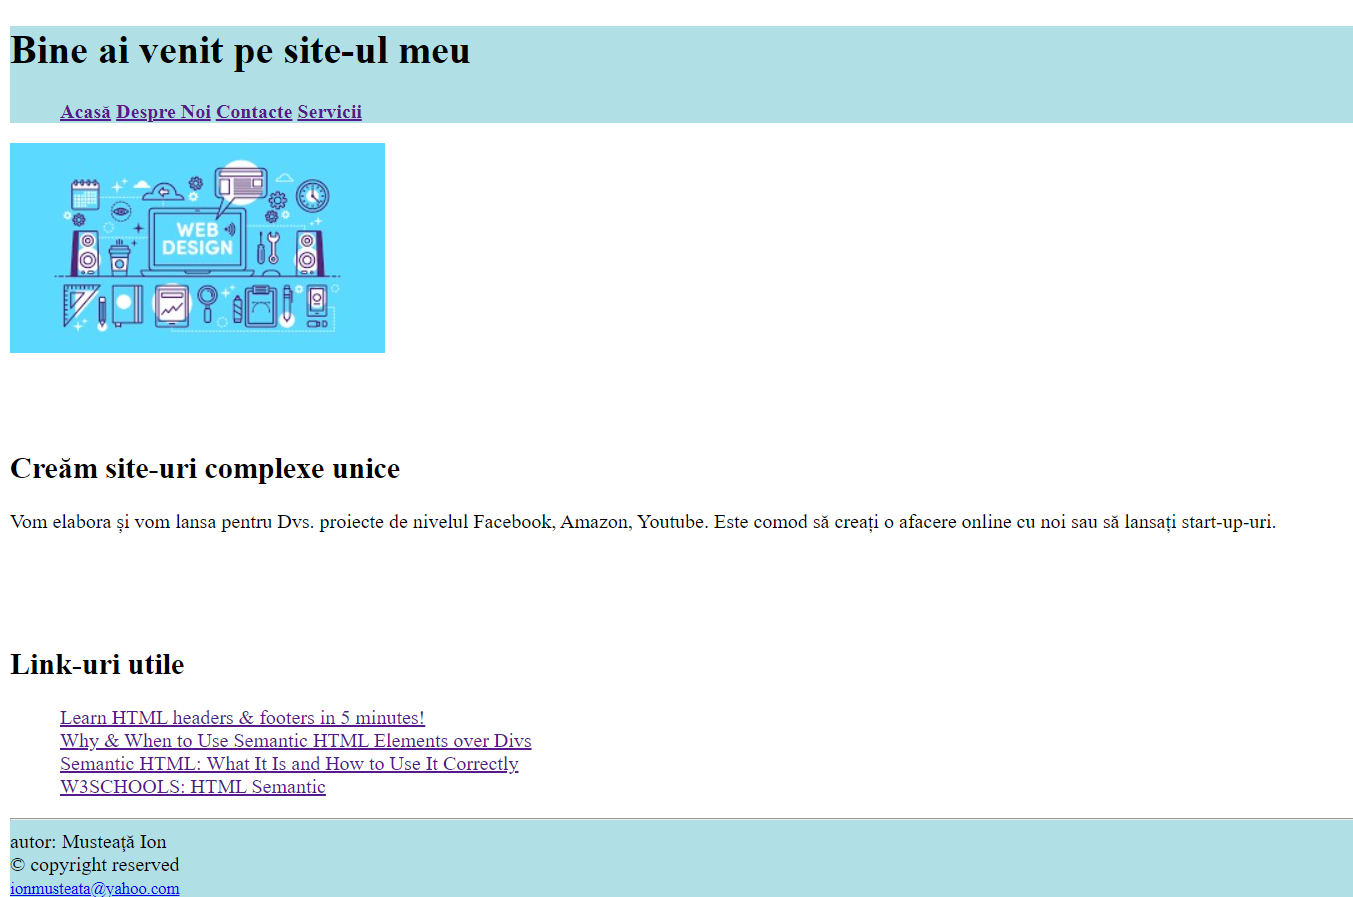 Bine ai venit pe site-ul meu
Acasă Despre Noi Contacte Servicii
WEB
DESIGN
Creăm site-uri complexe unice
Vom elabora și vom lansa pentru Dvs. proiecte de nivelul Facebook, Amazon, Youtube. Este comod să creați o afacere online cu noi sau să lansați start-up-uri.
Link-uri utile
Learn HTML headers & footers in 5 minutes!
Why & When to Use Semantic HTML Elements over Divs
Semantic HTML: What It Is and How to Use It Correctly
W3SCHOOLS: HTML Semantic
autor: Musteață Ion
© copyright reserved
ionmusteata@yahoo.com